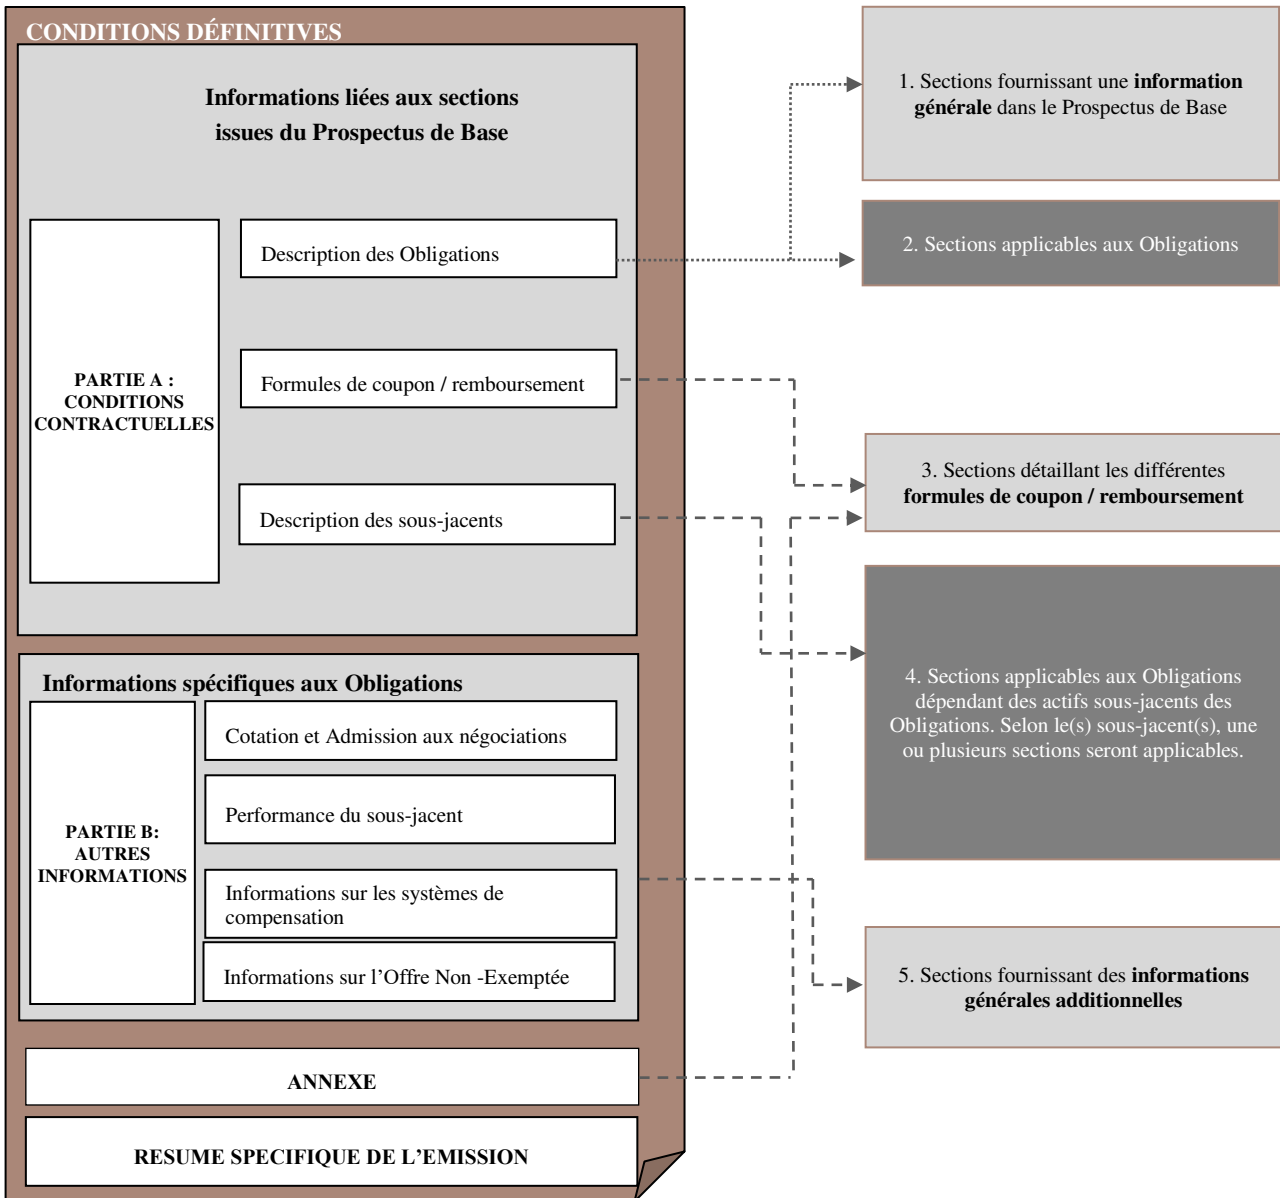 CONDITIONS DÉFINITIVES
Informations liées aux sections
issues du Prospectus de Base
PARTIE A :
CONDITIONS
CONTRACTUELLES
Description des Obligations
Formules de coupon / remboursement
Description des sous-jacents
Informations spécifiques aux Obligations
PARTIE B:
AUTRES
INFORMATIONS
Cotation et Admission aux négociations
Performance du sous-jacent
Informations sur les systèmes de
compensation
Informations sur l’Offre Non -Exemptée
ANNEXE
RESUME SPECIFIQUE DE L’EMISSION
1. Sections fournissant une information
générale dans le Prospectus de Base
2. Sections applicables aux Obligations
3. Sections détaillant les différentes
formules de coupon / remboursement
4. Sections applicables aux Obligations
dépendant des actifs sous-jacents des
Obligations. Selon le(s) sous-jacent(s), une
ou plusieurs sections seront applicables.
5. Sections fournissant des informations
générales additionnelles